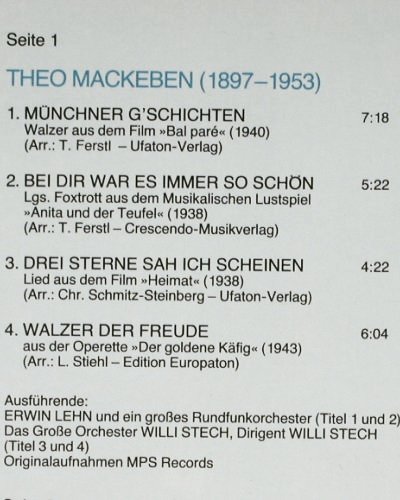 Seite 1
THEO MACKEBEN (1897–1953)
1. MÜNCHNER G'SCHICHTEN 7:18
Walzer aus dem Film »Bal paré« (1940)
(Arr.: T. Ferstl – Ufaton-Verlag)
2. BEI DIR WAR ES IMMER SO SCHÖN 5:22
Lgs. Foxtrott aus dem Musikalischen Lustspiel
»Anita und der Teufel« (1938)
(Arr.: T. Ferstl – Crescendo-Musikverlag)
3. DREI STERNE SAH ICH SCHEINEN 4:22
Lied aus dem Film »Heimat« (1938)
(Arr.: Chr. Schmitz-Steinberg – Ufaton-Verlag)
4. WALZER DER FREUDE 6:04
aus der Operette »Der goldene Käfig« (1943)
(Arr.: L. Stiehl – Edition Europaton)
Ausführende:
ERWIN LEHN und ein großes Rundfunkorchester (Titel 1 und 2)
Das Große Orchester WILLI STECH, Dirigent WILLI STECH
(Titel 3 und 4)
Originalaufnahmen MPS Records